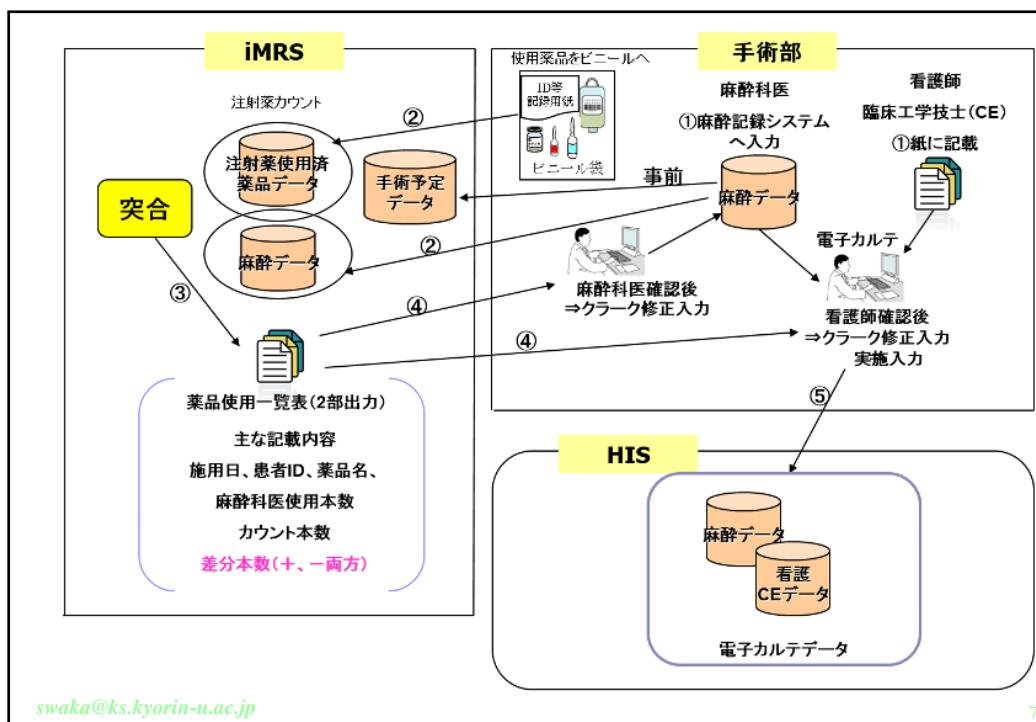 iMRS
注射薬カウント
注射薬使用済
薬品データ
手術予定
データ
突合
麻酔データ
②
②
③
④
④
薬品使用一覧表(2部出力)
主な記載内容
施用日、患者ID、薬品名、
麻酔科医使用本数
カウント本数
差分本数(+、-両方)
手術部
使用薬品をビニールへ
ID等
記録用紙
ビニール袋
麻酔科医
①麻酔記録システム
へ入力
事前
麻酔データ
看護師
臨床工学技士(CE)
①紙に記載
電子カルテ
麻酔科医確認後
⇒クラーク修正入力
看護師確認後
⇒クラーク修正入力
実施入力
⑤
HIS
麻酔データ
看護
CEデータ
電子カルテデータ
swaka@ks.kyorin-u.ac.jp
7